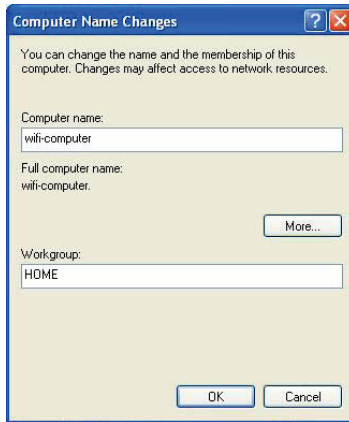 Computer Name Changes
You can change the name and the membership of this
computer. Changes may affect access to network resources.
Computer name:
wifi-computer
Full computer name:
wifi-computer.
More...
Workgroup:
HOME
OK Cancel